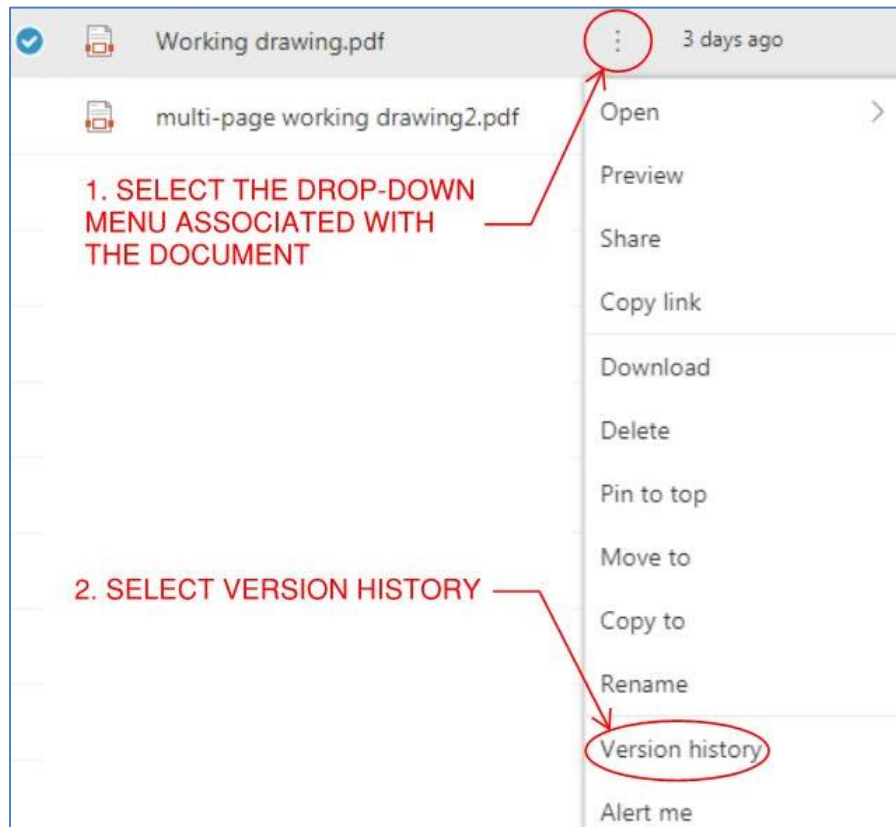 Working drawing.pdf
⋮
3 days ago
multi-page working drawing2.pdf
Open
Preview
1. SELECT THE DROP-DOWN
MENU ASSOCIATED WITH
THE DOCUMENT
Share
Copy link
Download
Delete
Pin to top
Move to
2. SELECT VERSION HISTORY
Copy to
Rename
Version history
Alert me